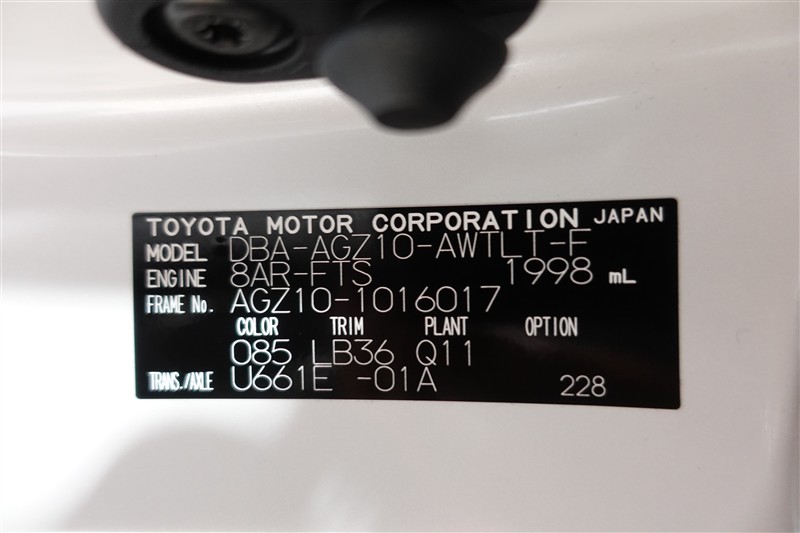 TOYOTA MOTOR CORPORATION JAPAN
MODEL DBA-AGZ10-AWTLT-F
ENGINE 8AR-FTS 1998 mL
FRAME No. AGZ10-1016017
COLOR TRIM PLANT OPTION
085 LB36 Q11
TRANS./AXLE U661E -01A 228